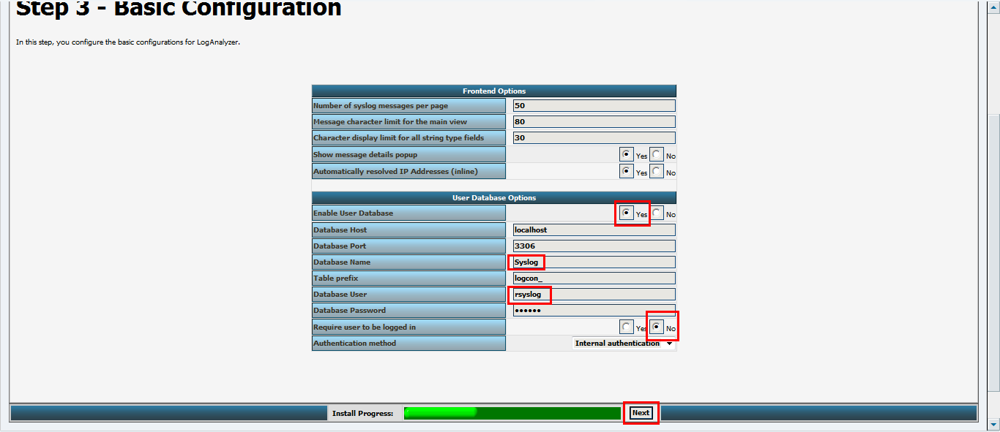 Step 3 - Basic Configuration
In this step, you configure the basic configurations for LogAnalyzer.
Frontend Options
Number of syslog messages per page 50
Message character limit for the main view 80
Character display limit for all string type fields 30
Show message details popup Yes No
Automatically resolved IP Addresses (inline) Yes No
User Database Options
Enable User Database Yes No
Database Host localhost
Database Port 3306
Database Name Syslog
Table prefix logcon_
Database User rsyslog
Database Password ••••••
Require user to be logged in Yes No
Authentication method Internal authentication
Install Progress: Next